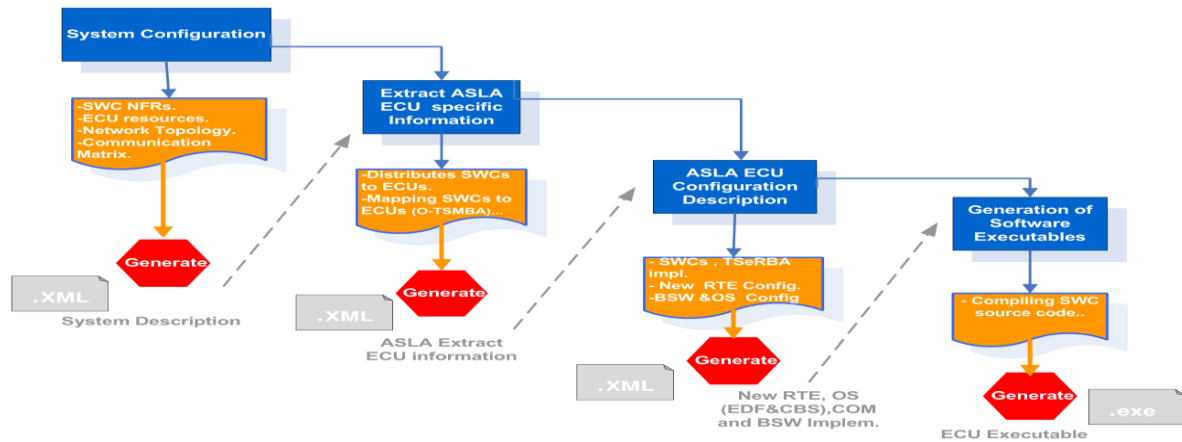 System Configuration
-SWC NFRs.
-ECU resources.
-Network Topology.
-Communication
Matrix.
Generate
.XML
System Description
Extract ASLA
ECU specific
Information
-Distributes SWCs
to ECUs.
-Mapping SWCs to
ECUs (O-TSMBA)...
Generate
.XML
ASLA Extract
ECU information
ASLA ECU
Configuration
Description
- SWCs , TSeRBA
impl.
- New RTE Config.
-BSW &OS Config
Generate
.XML
New RTE, OS
(EDF&CBS),COM
and BSW Implem.
Generation of
Software
Executables
- Compiling SWC
source code..
Generate
.exe
ECU Executable